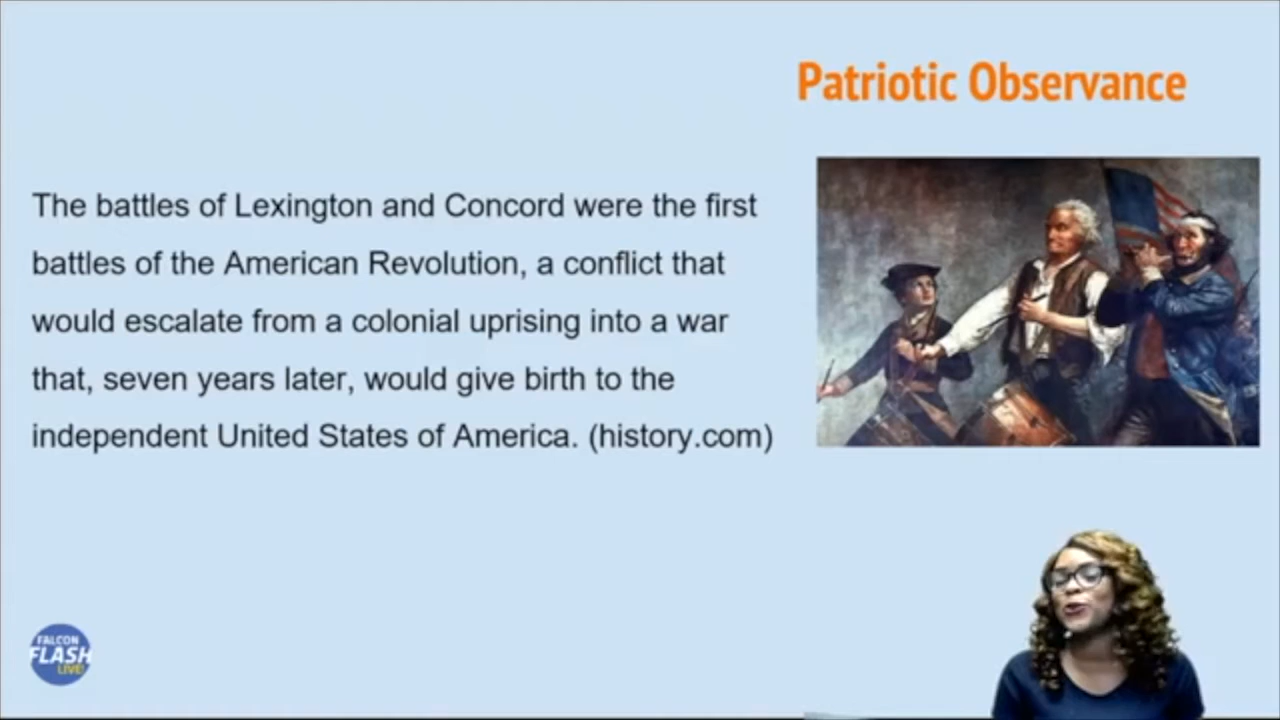 Patriotic Observance
The battles of Lexington and Concord were the first
battles of the American Revolution, a conflict that
would escalate from a colonial uprising into a war
that, seven years later, would give birth to the
independent United States of America. (history.com)
FALCON
FLASH
LIVE!